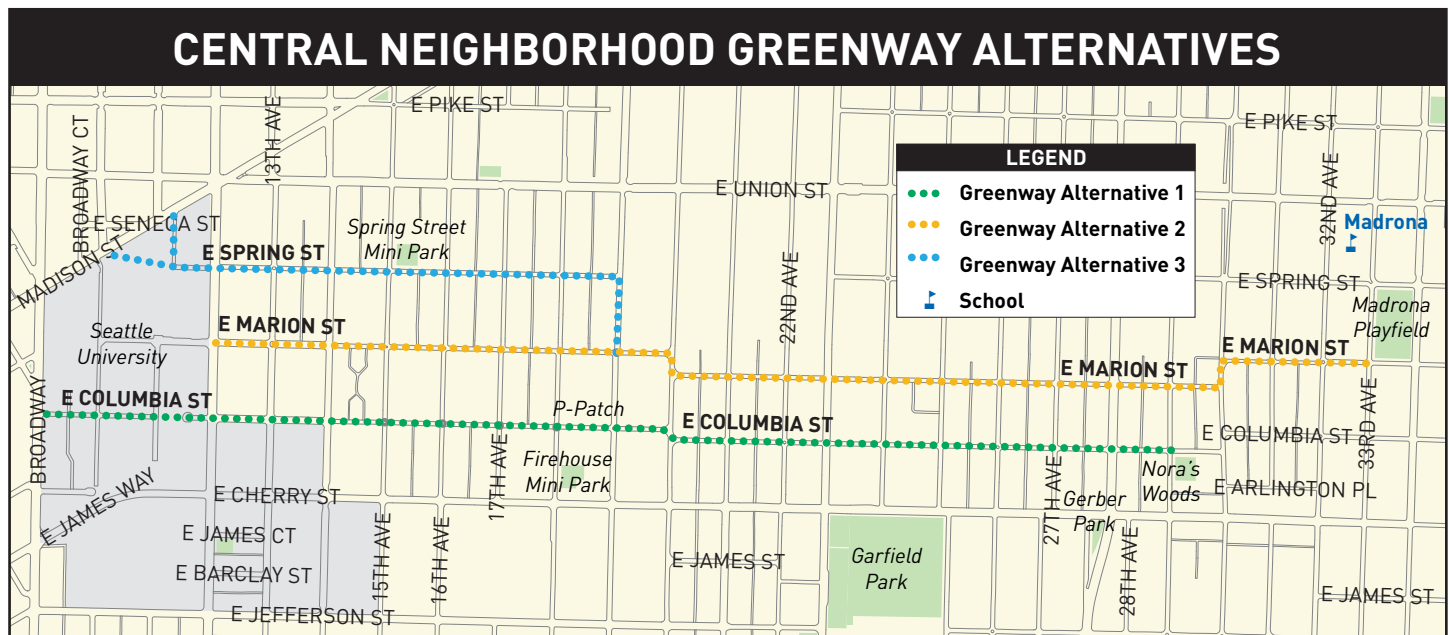 CENTRAL NEIGHBORHOOD GREENWAY ALTERNATIVES
E PIKE ST
E PIKE ST
BROADWAY CT
13TH AVE
LEGEND
Greenway Alternative 1
Greenway Alternative 2
Greenway Alternative 3
School
E UNION ST
32ND AVE
Madrona
E SENECA ST
Spring Street
Mini Park
MADISON ST
E SPRING ST
22ND AVE
E SPRING ST
Madrona
Playfield
Seattle
University
E MARION ST
E MARION ST
E MARION ST
BROADWAY
E COLUMBIA ST
P-Patch
E COLUMBIA ST
E COLUMBIA ST
33RD AVE
17TH AVE
Firehouse
Mini Park
27TH AVE
Nora's
Woods
E JAMES WAY
E CHERRY ST
Gerber
Park
E ARLINGTON PL
E JAMES CT
15TH AVE
16TH AVE
E JAMES ST
Garfield
Park
28TH AVE
E BARCLAY ST
E JAMES ST
E JEFFERSON ST